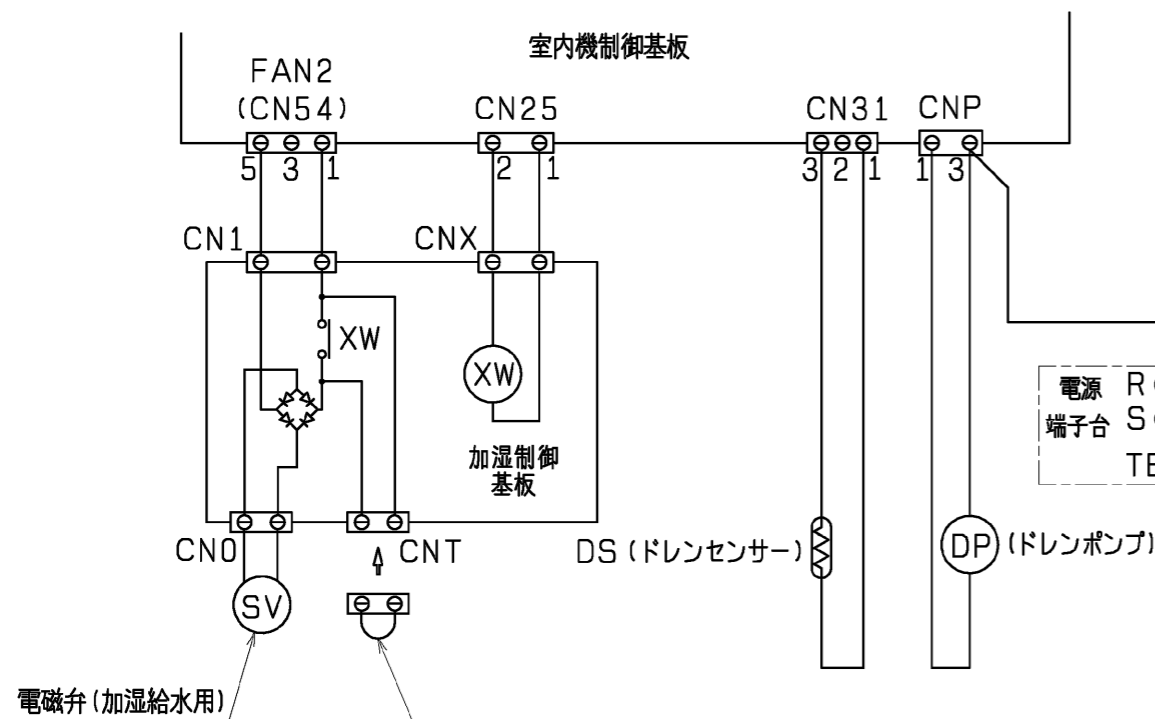 室内機制御基板
FAN2
(CN54)
CN25
CN31
CNP
5 3 1
2 1
3 2 1
1 3
CN1
CNX
XW
XW
電源 R
端子台 S
TE
加湿制御
基板
CNO
CNT
DS (ドレンセンサー)
DP (ドレンポンプ)
SV
電磁弁(加湿給水用)